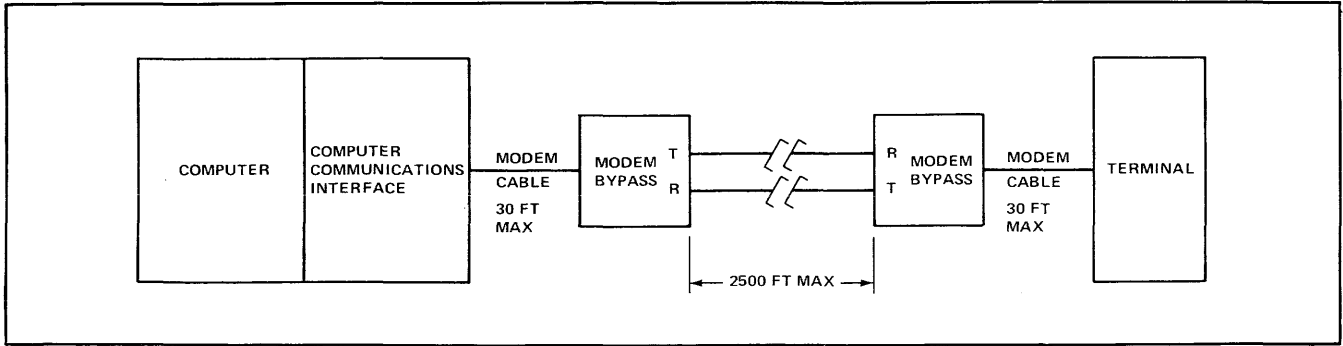 COMPUTER
COMPUTER
COMMUNICATIONS
INTERFACE
MODEM
CABLE
30 FT
MAX
MODEM
BYPASS
T
R
R
T
MODEM
BYPASS
MODEM
CABLE
30 FT
MAX
TERMINAL
2500 FT MAX